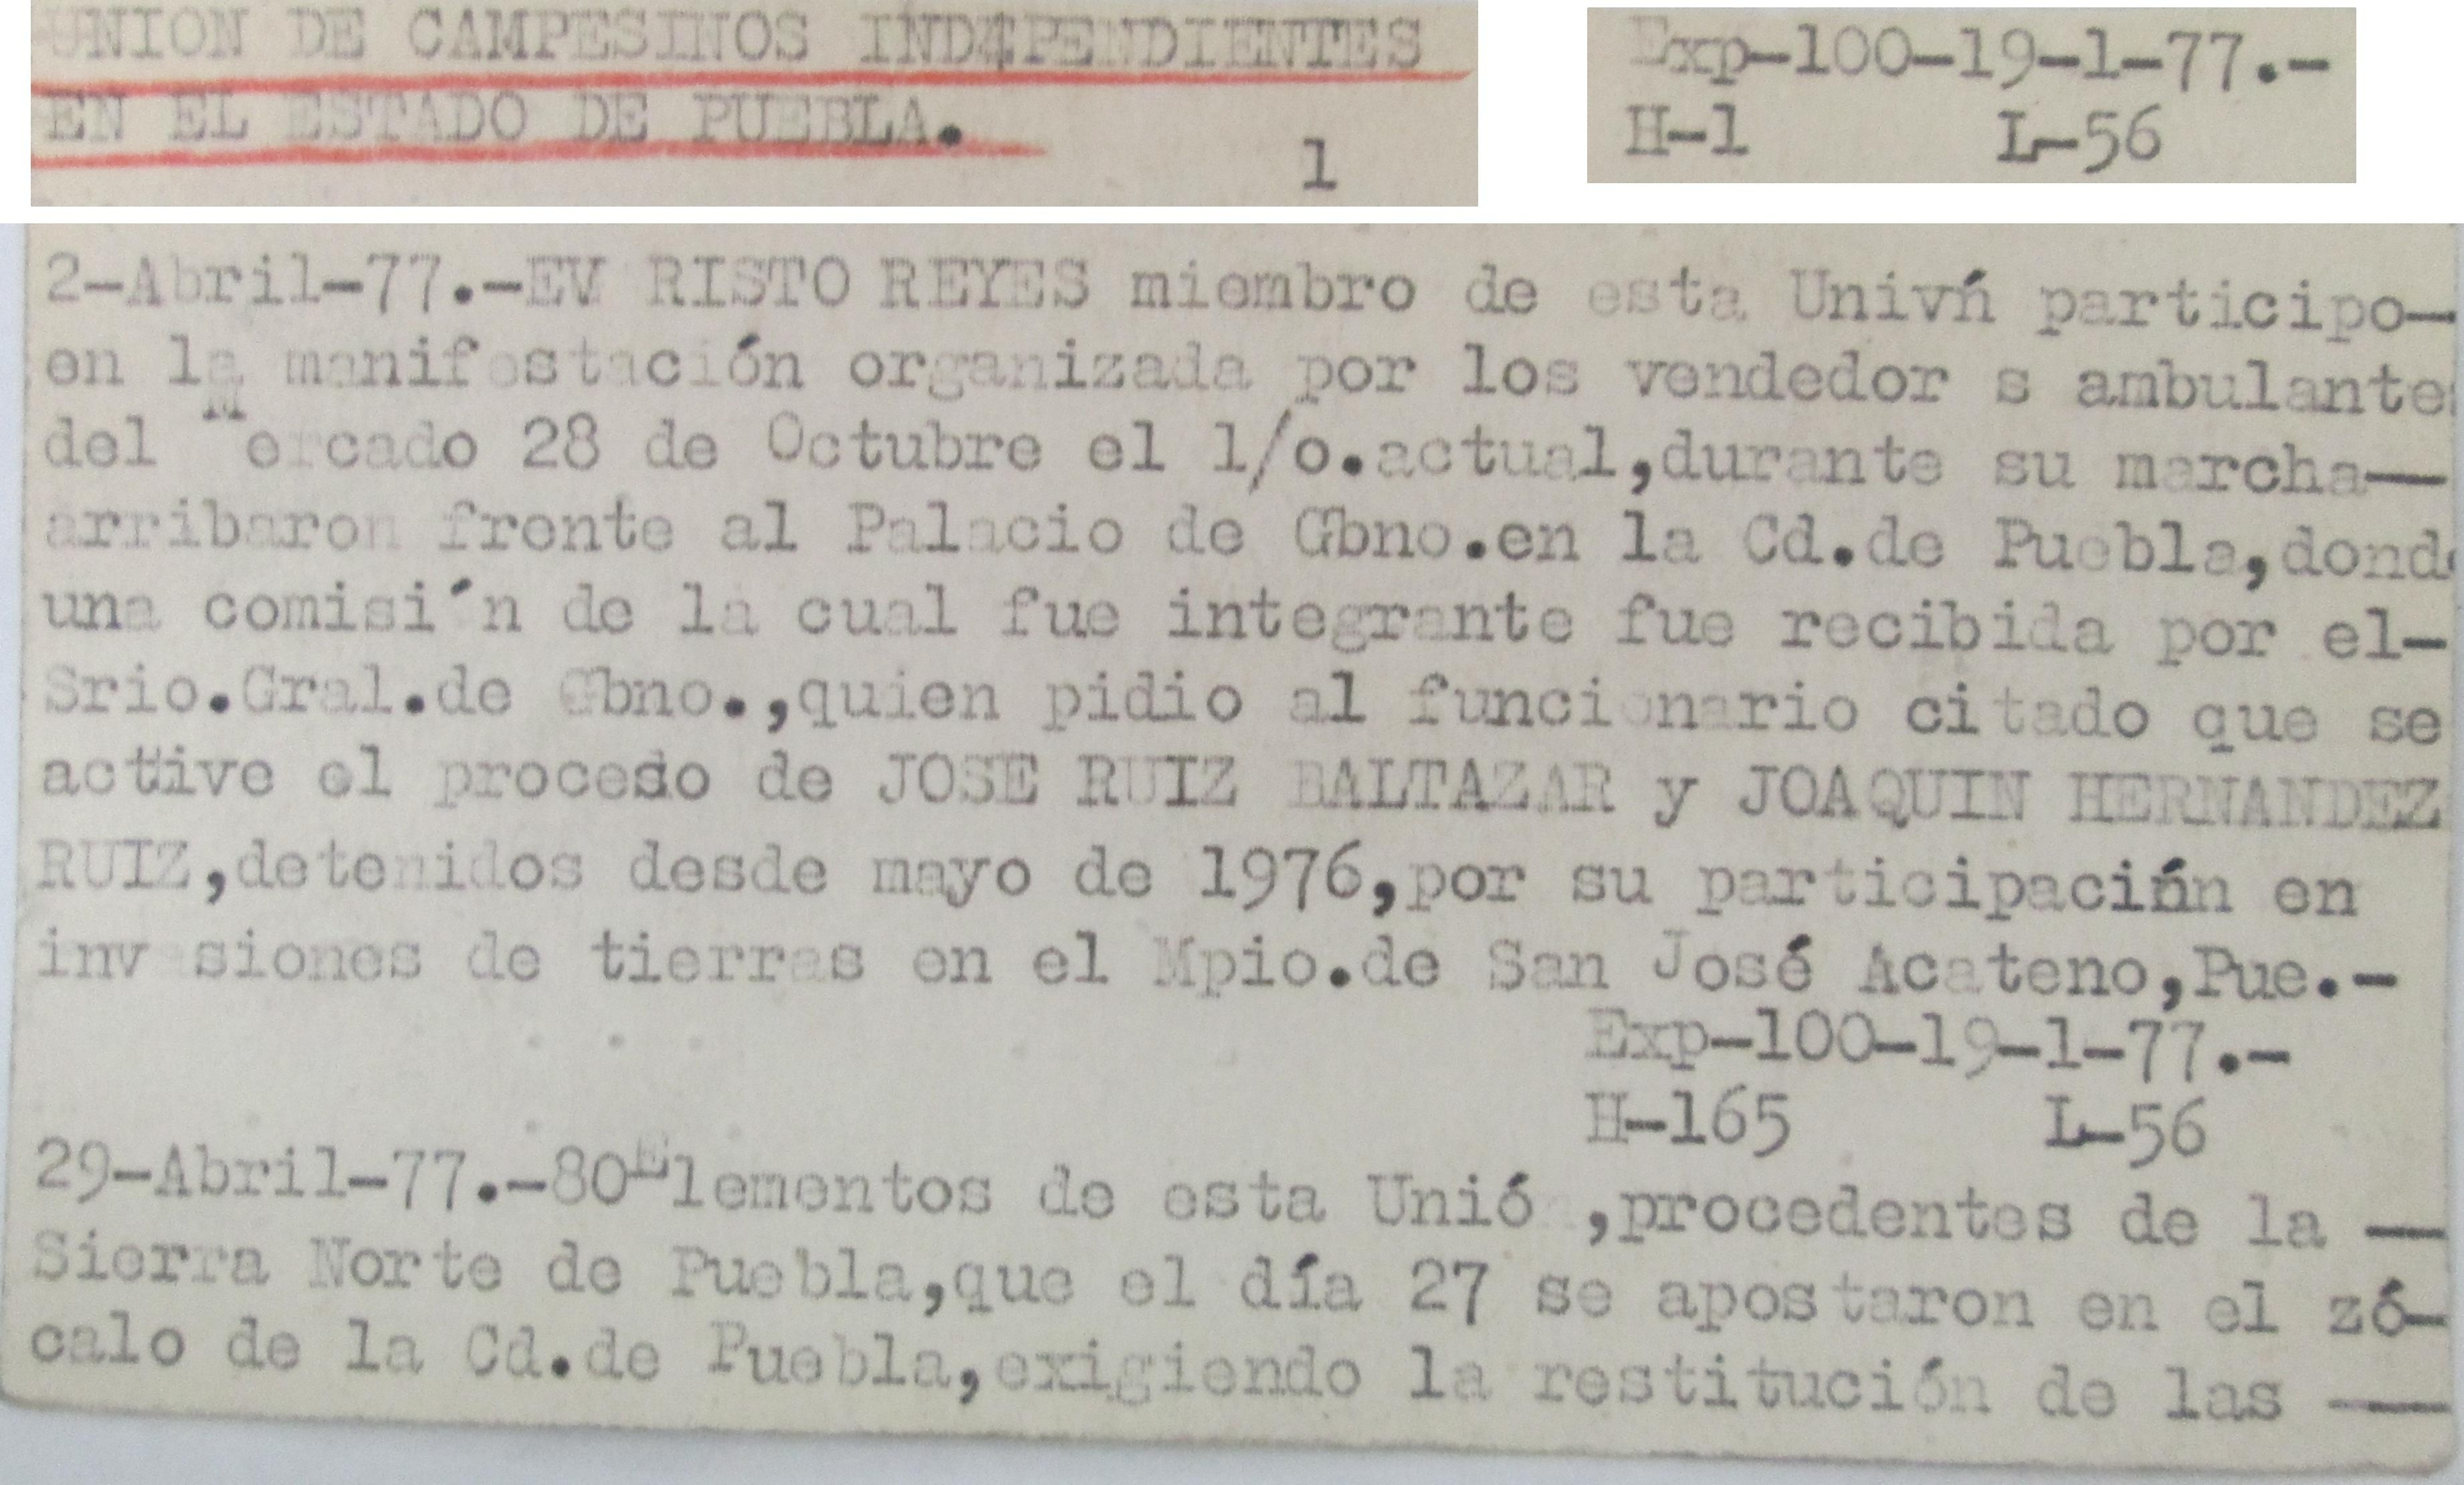 UNION DE CAMPESINOS INDEPENDIENTES
EN EL ESTADO DE PUEBLA.
1
Exp-100-19-1-77.-
H-1 L-56
2-Abril-77.-EV RISTO REYES miembro de esta Univń participo-
en la manifestación organizada por los vendedor s ambulante
del Mercado 28 de Octubre el 1/o.actual,durante su marcha-
arribaron frente al Palacio de Gbno.en la Cd.de Puebla,donde
una comisi´n de la cual fue integrante fue recibida por el-
Srio.Gral.de Gbno.,quien pidio al funcionario citado que se
active el proceso de JOSE RUIZ BALTAZAR y JOAQUIN HERNANDEZ
RUIZ,detenidos desde mayo de 1976,por su participacińn en
inv siones de tierras en el Mpio.de San José Acateno,Pue.-
Exp-100-19-1-77.-
H-165 L-56
29-Abril-77.-80Elementos de esta Unió ,procedentes de la -
Sierra Norte de Puebla,que el día 27 se apostaron en el zó-
calo de la Cd.de Puebla,exigiendo la restitución de las -